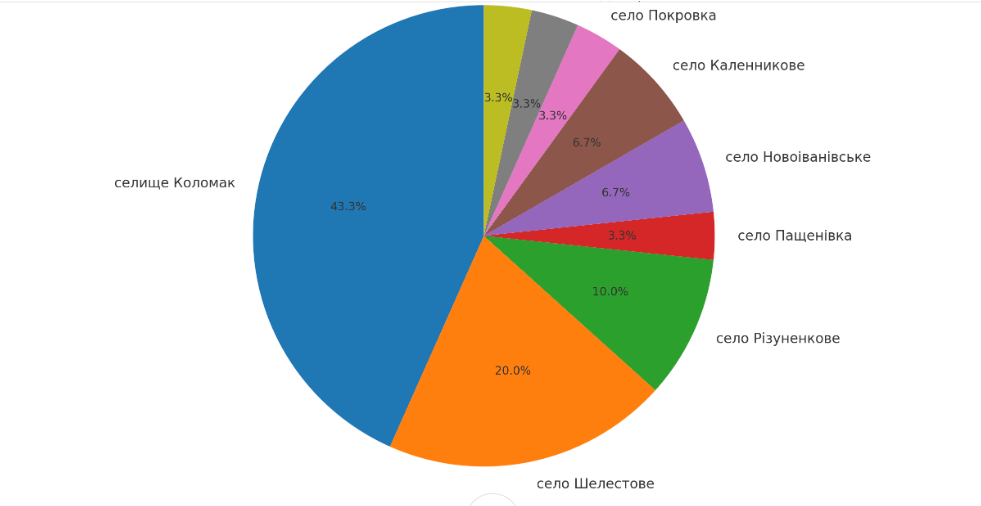 село Покровка
село Каленникове
3.3%
3.3%
3.3%
6.7%
село Новоіванівське
селище Коломак
6.7%
43.3%
3.3%
село Пащенівка
10.0%
село Різуненкове
20.0%
село Шелестове